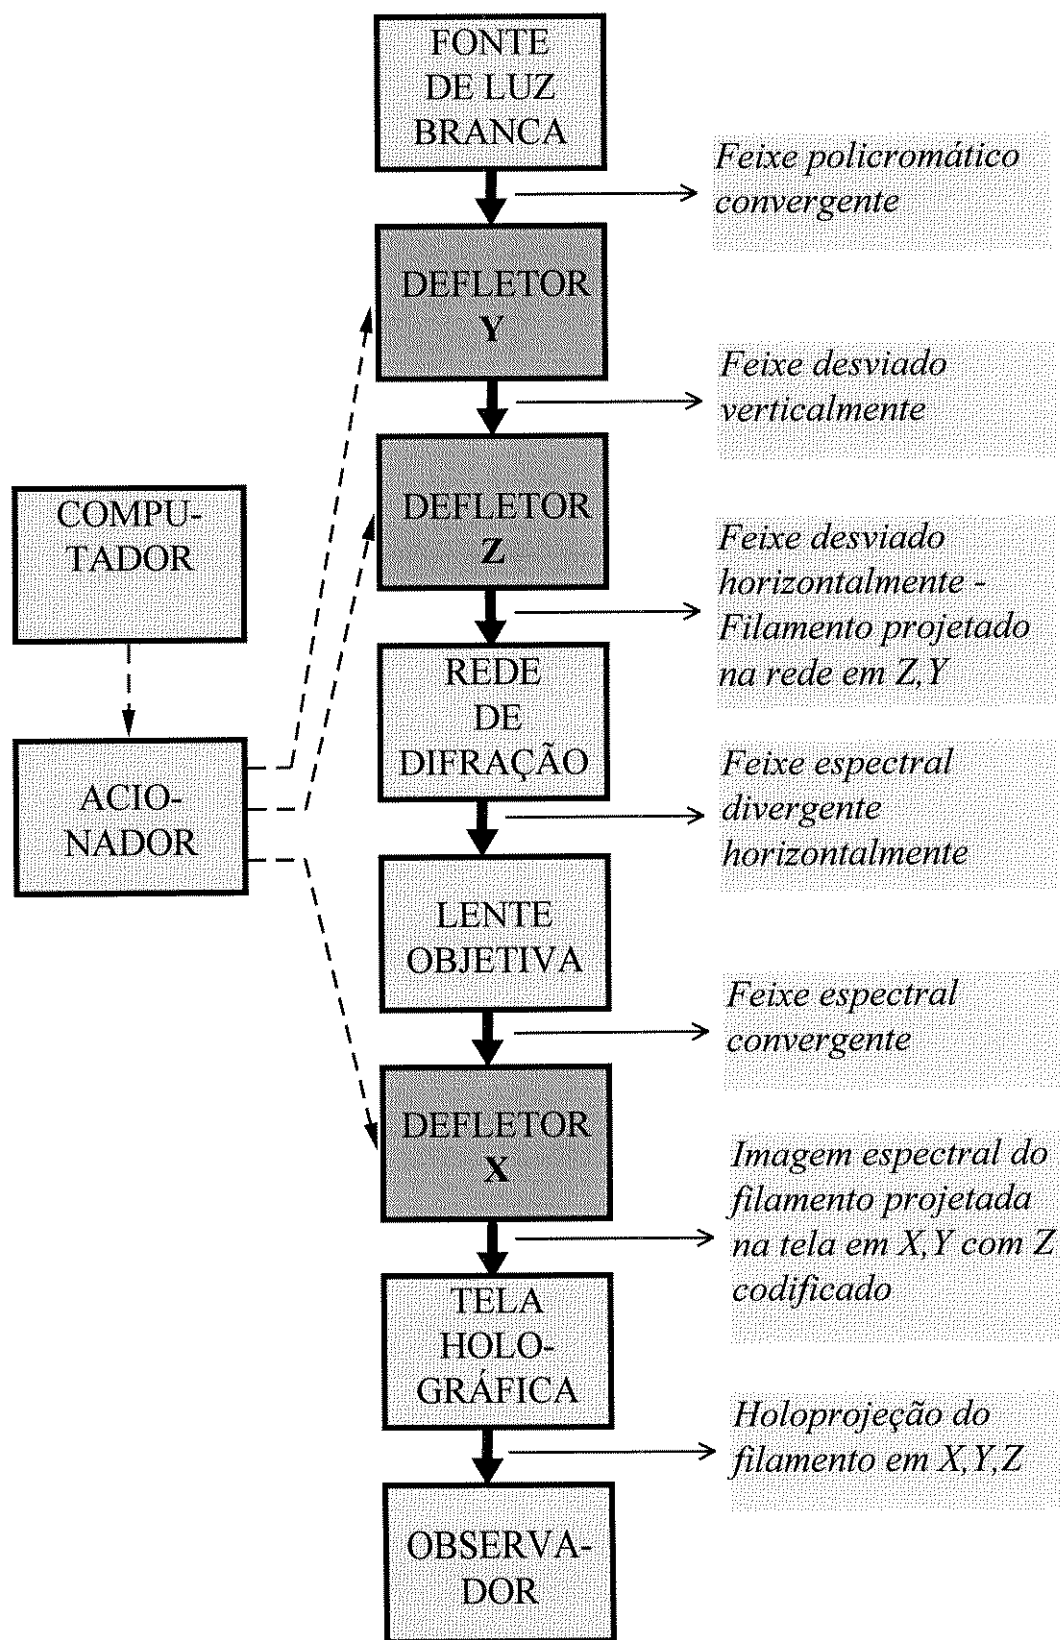 FONTE
DE LUZ
BRANCA
Feixe policromático
convergente
DEFLETOR
Y
Feixe desviado
verticalmente
COMPU-
TADOR
DEFLETOR
Z
Feixe desviado
horizontalmente -
Filamento projetado
na rede em Z,Y
REDE
DE
DIFRAÇÃO
ACIO-
NADOR
Feixe espectral
divergente
horizontalmente
LENTE
OBJETIVA
Feixe espectral
convergente
DEFLETOR
X
Imagem espectral do
filamento projetada
na tela em X,Y com Z
codificado
TELA
HOLO-
GRÁFICA
Holoprojeção do
filamento em X,Y,Z
OBSERVA-
DOR